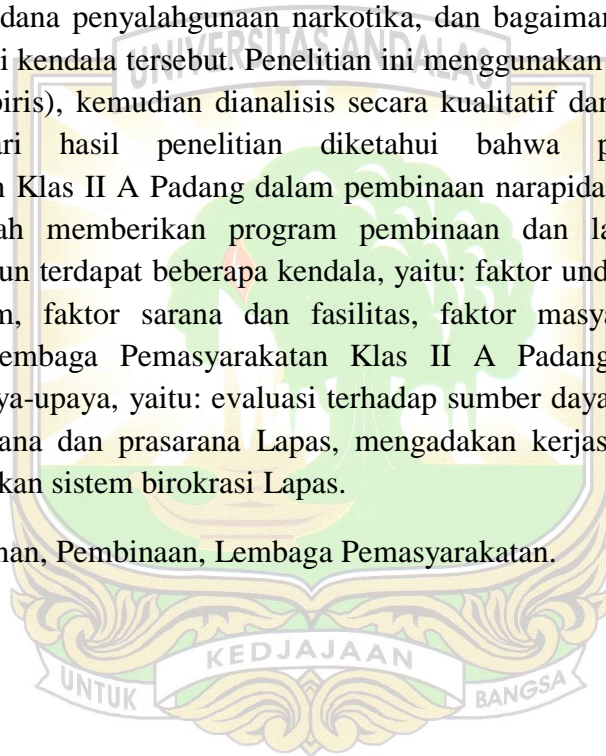 dana penyalahgunaan narkotika, dan bagaiman
i kendala tersebut. Penelitian ini menggunakan
piris), kemudian dianalisis secara kualitatif dan
ari hasil penelitian diketahui bahwa p
n Klas II A Padang dalam pembinaan narapida
ah memberikan program pembinaan dan la
un terdapat beberapa kendala, yaitu: faktor und
m, faktor sarana dan fasilitas, faktor masya
embaga Pemasyarakatan Klas II A Padang
ya-upaya, yaitu: evaluasi terhadap sumber daya
ana dan prasarana Lapas, mengadakan kerjas
kan sistem birokrasi Lapas.
nan, Pembinaan, Lembaga Pemasyarakatan.
UNIVERSITAS ANDALAS
KEDJAJAAN
UNTUK BANGSA